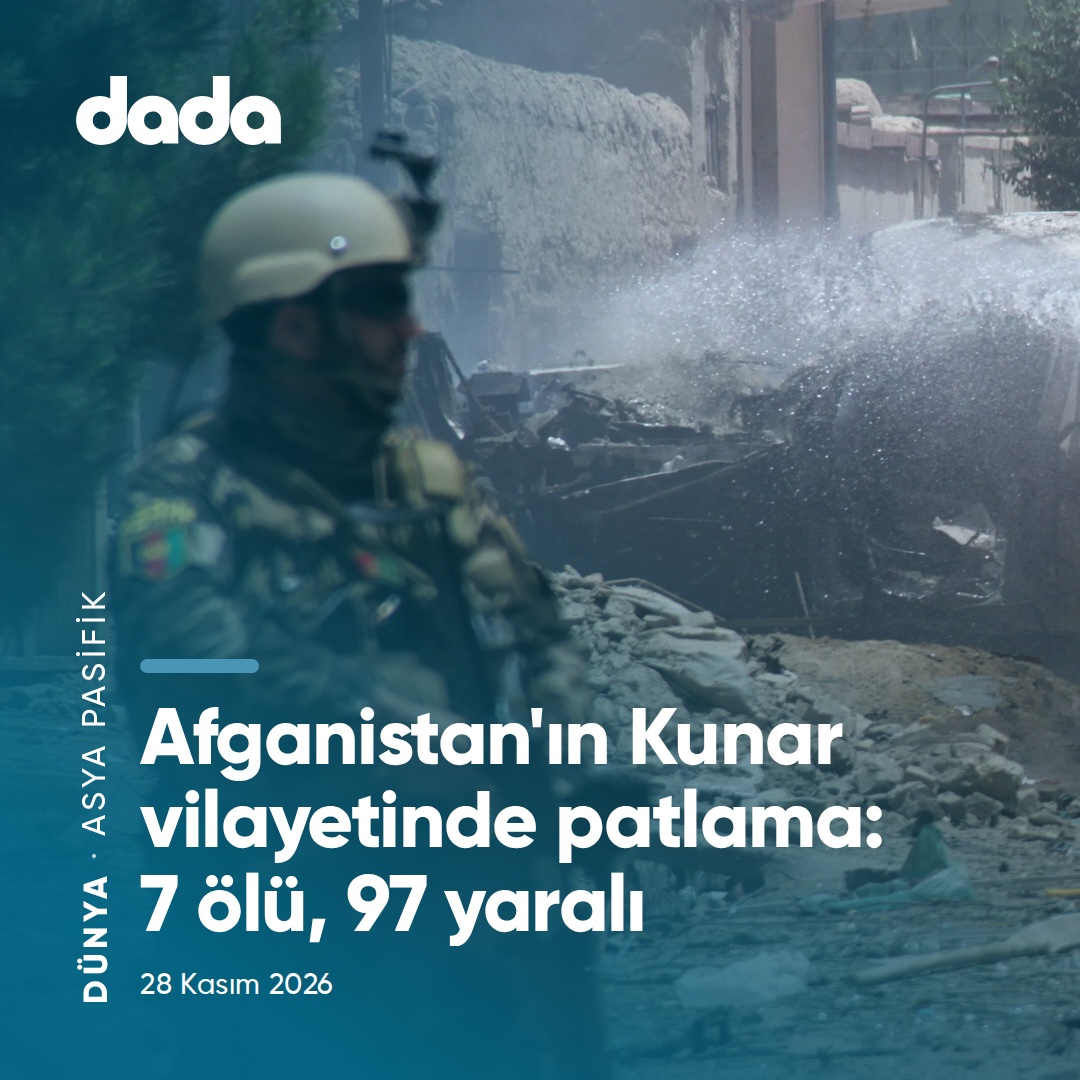 dada
DÜNYA · ASYA PASİFİK
Afganistan'ın Kunar
vilayetinde patlama:
7 ölü, 97 yaralı
28 Kasım 2026